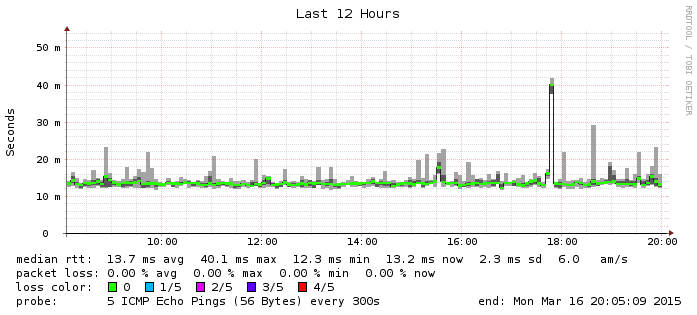 Last 12 Hours
RRDTOOL / TOBI OETIKER
Seconds
50 m
40 m
30 m
20 m
10 m
0
10:00 12:00 14:00 16:00 18:00 20:00
median rtt: 13.7 ms avg 40.1 ms max 12.3 ms min 13.2 ms now 2.3 ms sd 6.0 am/s
packet loss: 0.00 % avg 0.00 % max 0.00 % min 0.00 % now
loss color: 0 1/5 2/5 3/5 4/5
probe: 5 ICMP Echo Pings (56 Bytes) every 300s end: Mon Mar 16 20:05:09 2015